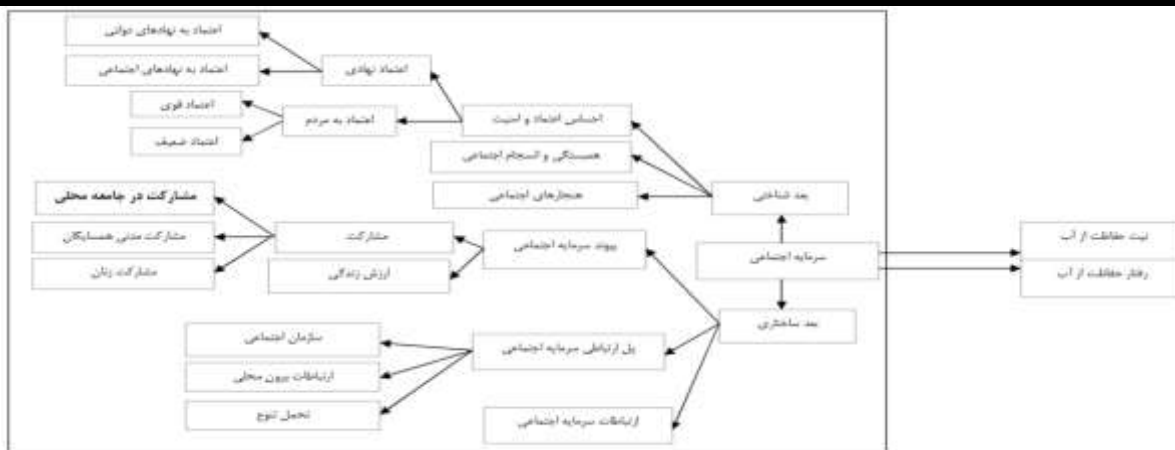 اعتماد به نهادهای دولتی
اعتماد نهادی
اعتماد به نهادهای اجتماعی
اعتماد قوی
احساس اعتماد و امنیت
اعتماد به مردم
اعتماد ضعیف
همبستگی و انسجام اجتماعی
بعد شناختی
هنجارهای اجتماعی
مشارکت در جامعه محلی
نیت حفاظت از آب
پیوند سرمایه اجتماعی
مشارکت
مشارکت مدنی همسایگان
سرمایه اجتماعی
ارزش زندگی
مشارکت زنان
رفتار حفاظت از آب
بعد ساختاری
سازمان اجتماعی
پل ارتباطی سرمایه اجتماعی
ارتباطات برون محلی
تحمل تنوع
ارتباطات سرمایه اجتماعی